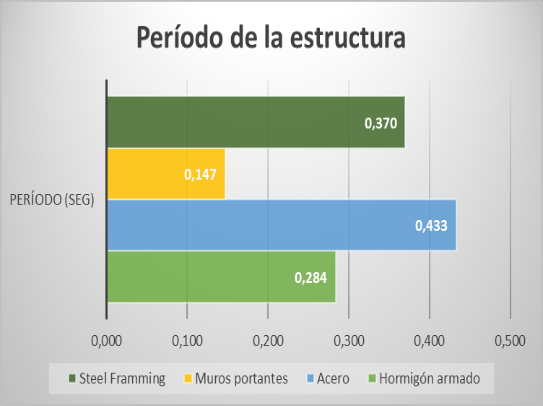 Período de la estructura
0,370
0,147
PERÍODO (SEG)
0,433
0,284
0,000 0,100 0,200 0,300 0,400 0,500
Steel Framming Muros portantes Acero Hormigón armado